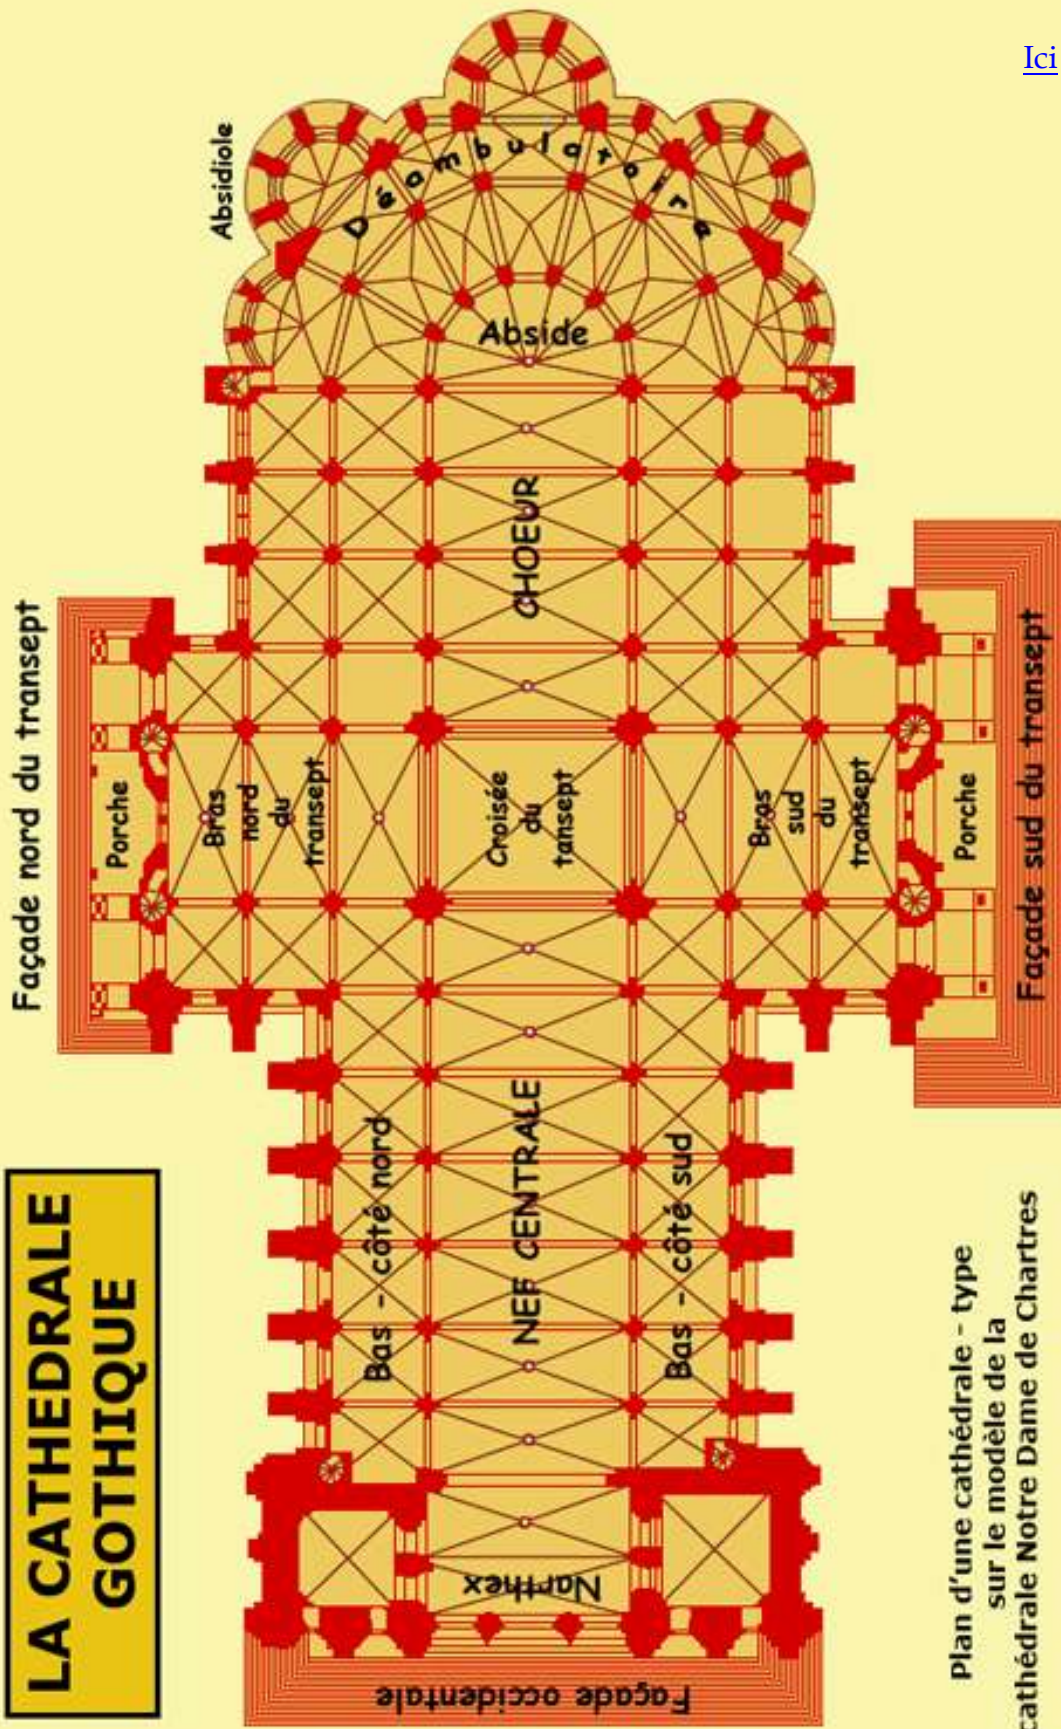 LA CATHEDRALE
GOTHIQUE
Ici
Absidiole
Déambulatoira
Abside
CHOEUR
Façade nord du transept
Porche
Bras
nord
du
transept
Croisée
du
tansept
Bras
sud
du
transept
Porche
Façade sud du transept
Bas - côté nord
NEF CENTRALE
Bas - côté sud
Narthex
Façade occidentale
Plan d'une cathédrale - type
sur le modèle de la
cathédrale Notre Dame de Chartres